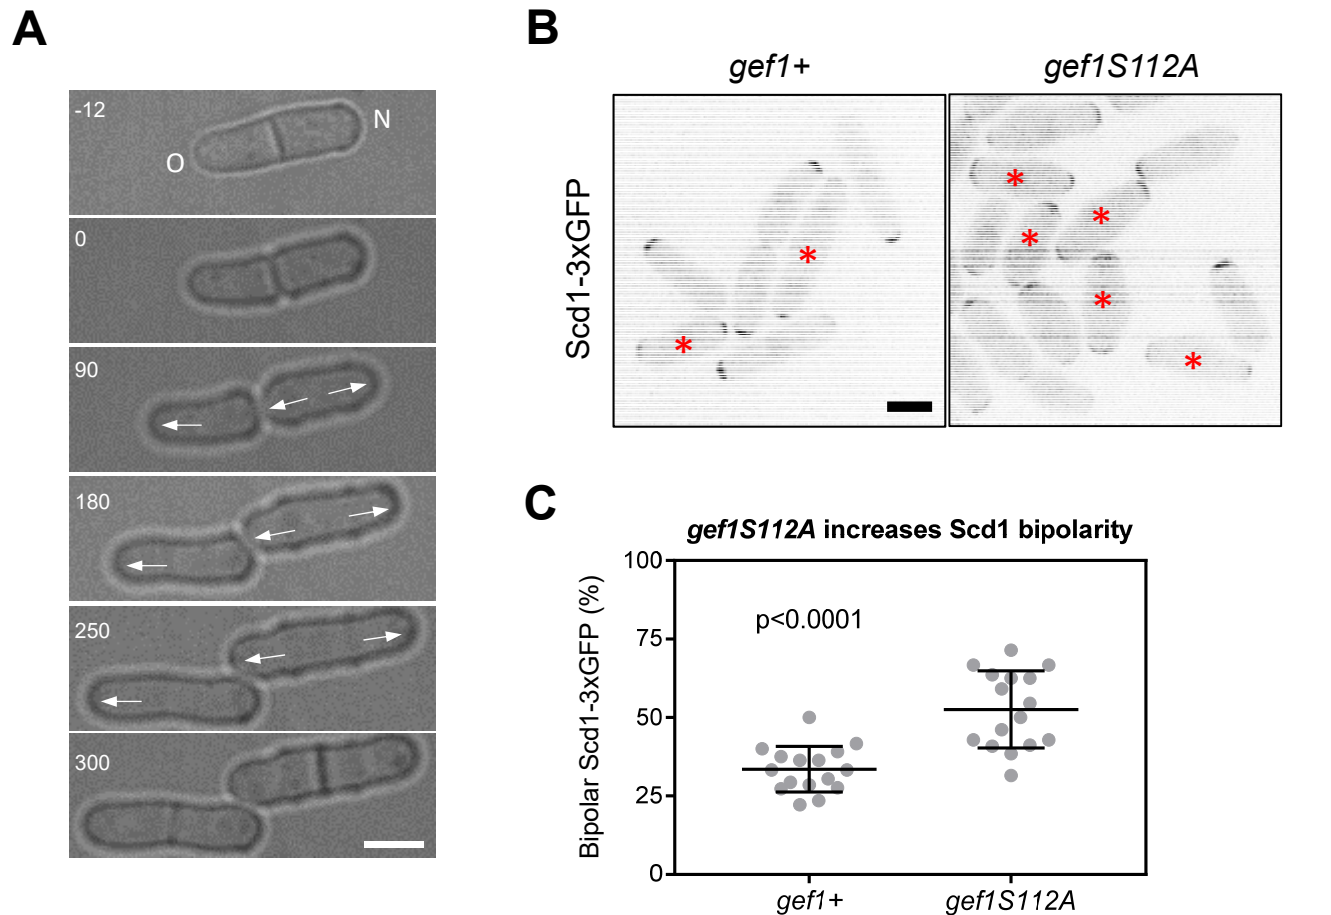 A
-12
N
O
0
90
180
250
300
B
gef1+
gef1S112A
Scd1-3xGFP
*
*
*
*
*
*
*
C
gef1S112A increases Scd1 bipolarity
Bipolar Scd1-3xGFP (%)
100
75
50
25
0
p<0.0001
gef1+
gef1S112A